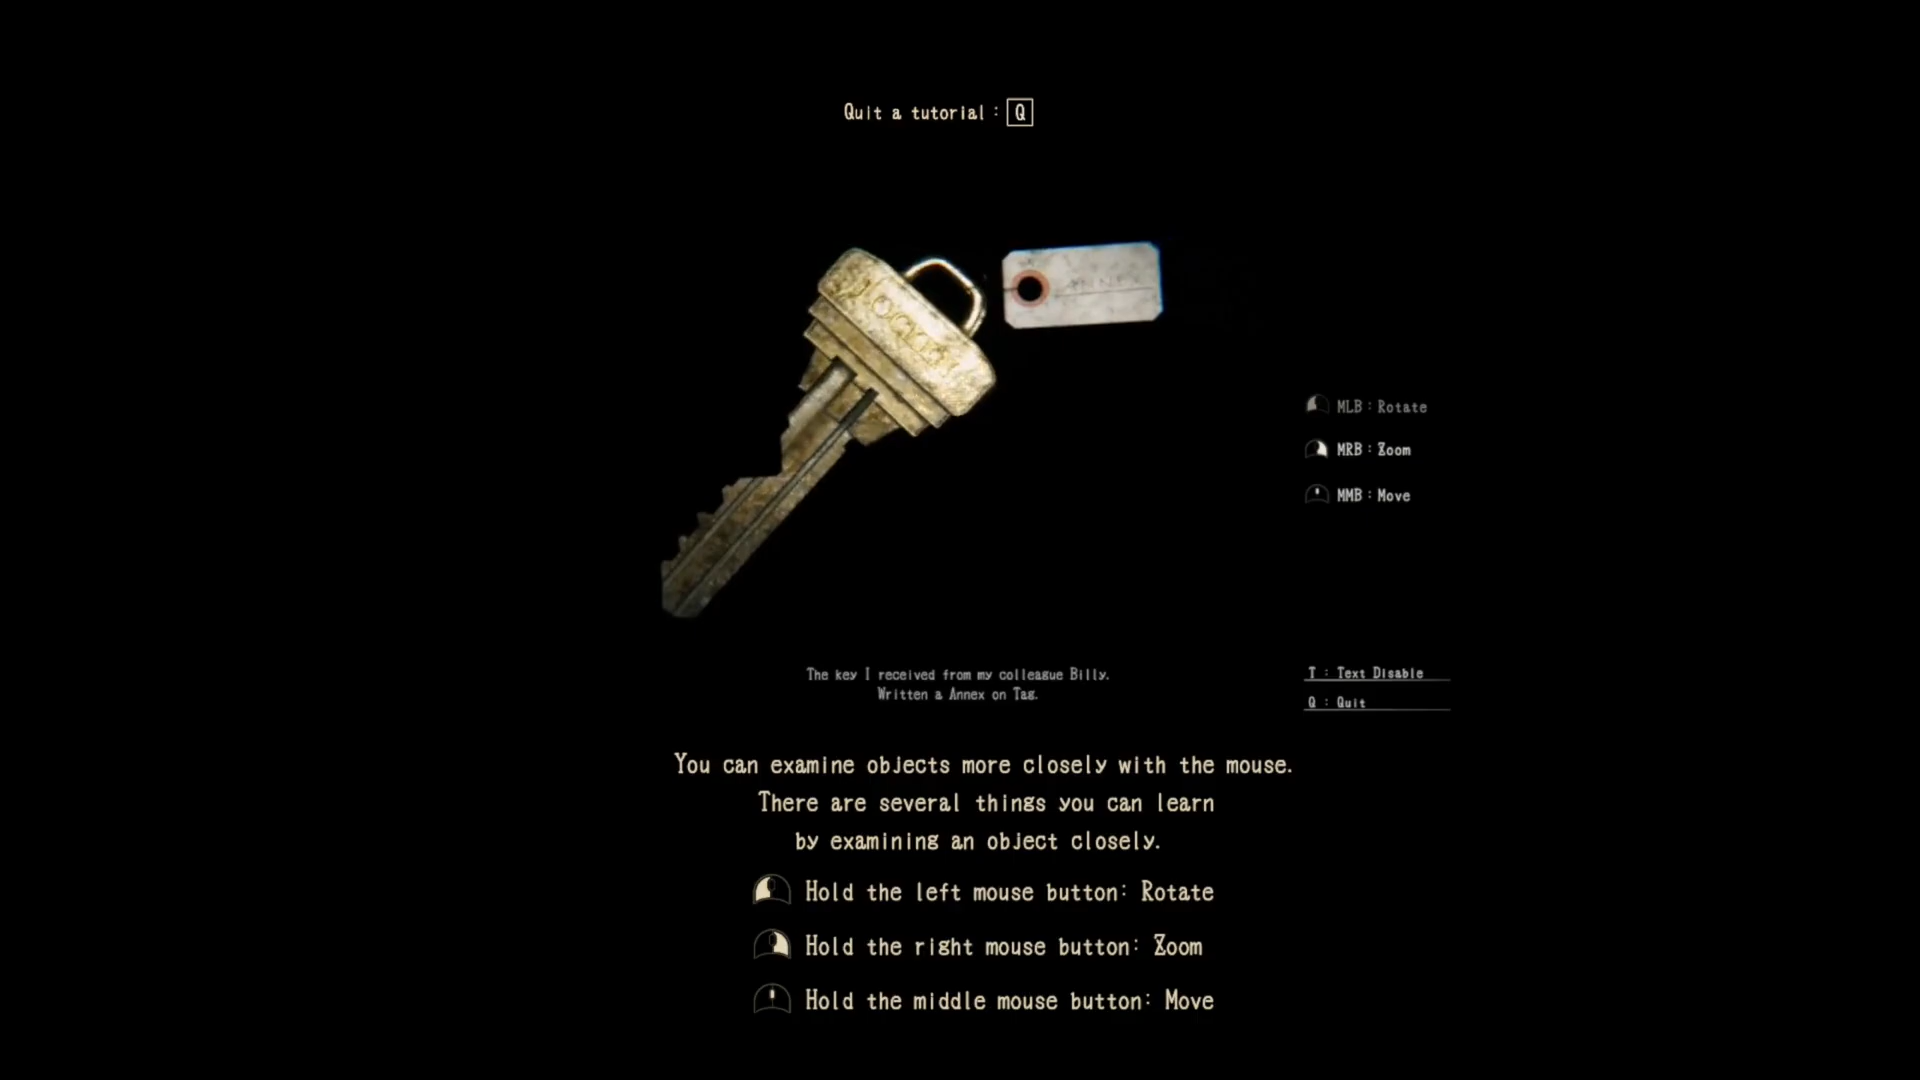 Quit a tutorial : Q
LOCKE
ANNEX
MLB : Rotate
MRB : Zoom
MMB : Move
The key I received from my colleague Billy.
Written a Annex on Tag.
T : Text Disable
Q : Quit
You can examine objects more closely with the mouse.
There are several things you can learn
by examining an object closely.
Hold the left mouse button: Rotate
Hold the right mouse button: Zoom
Hold the middle mouse button: Move